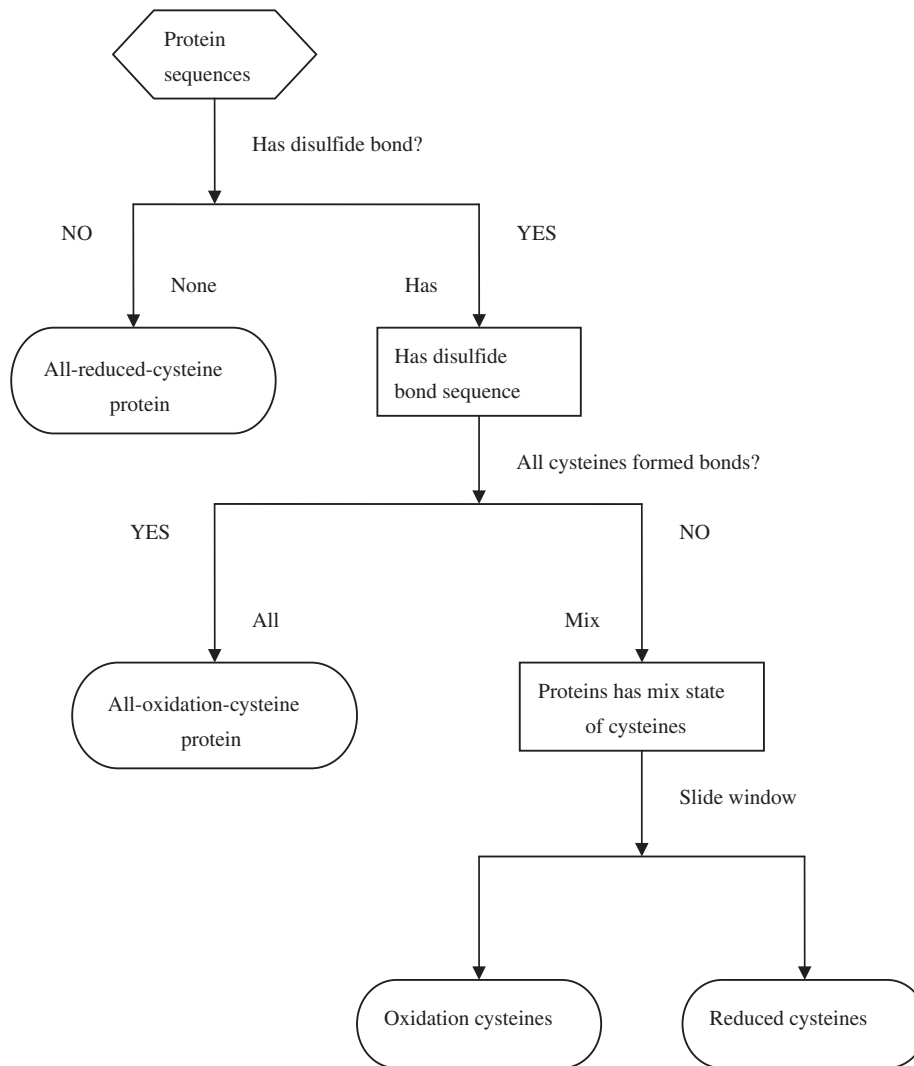 Protein
sequences
Has disulfide bond?
NO
YES
None
Has
All-reduced-cysteine
protein
Has disulfide
bond sequence
All cysteines formed bonds?
YES
NO
All
Mix
All-oxidation-cysteine
protein
Proteins has mix state
of cysteines
Slide window
Oxidation cysteines
Reduced cysteines